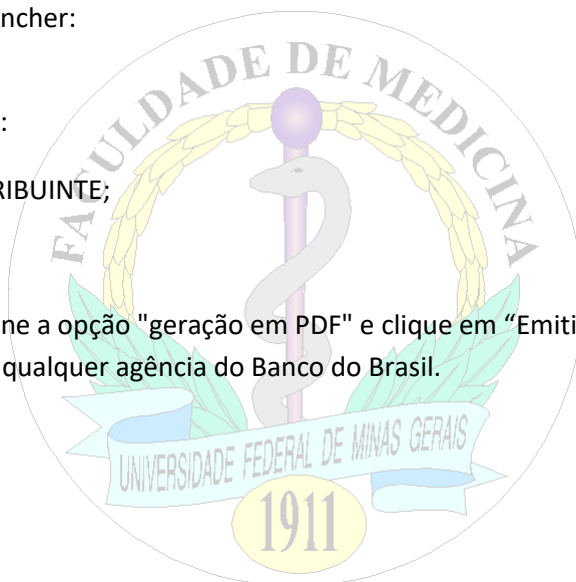 ncher:
FACULDADE DE MEDICINA
:
RIBUINTE;
ne a opção "geração em PDF" e clique em “Emiti
qualquer agência do Banco do Brasil.
UNIVERSIDADE FEDERAL DE MINAS GERAIS
1911